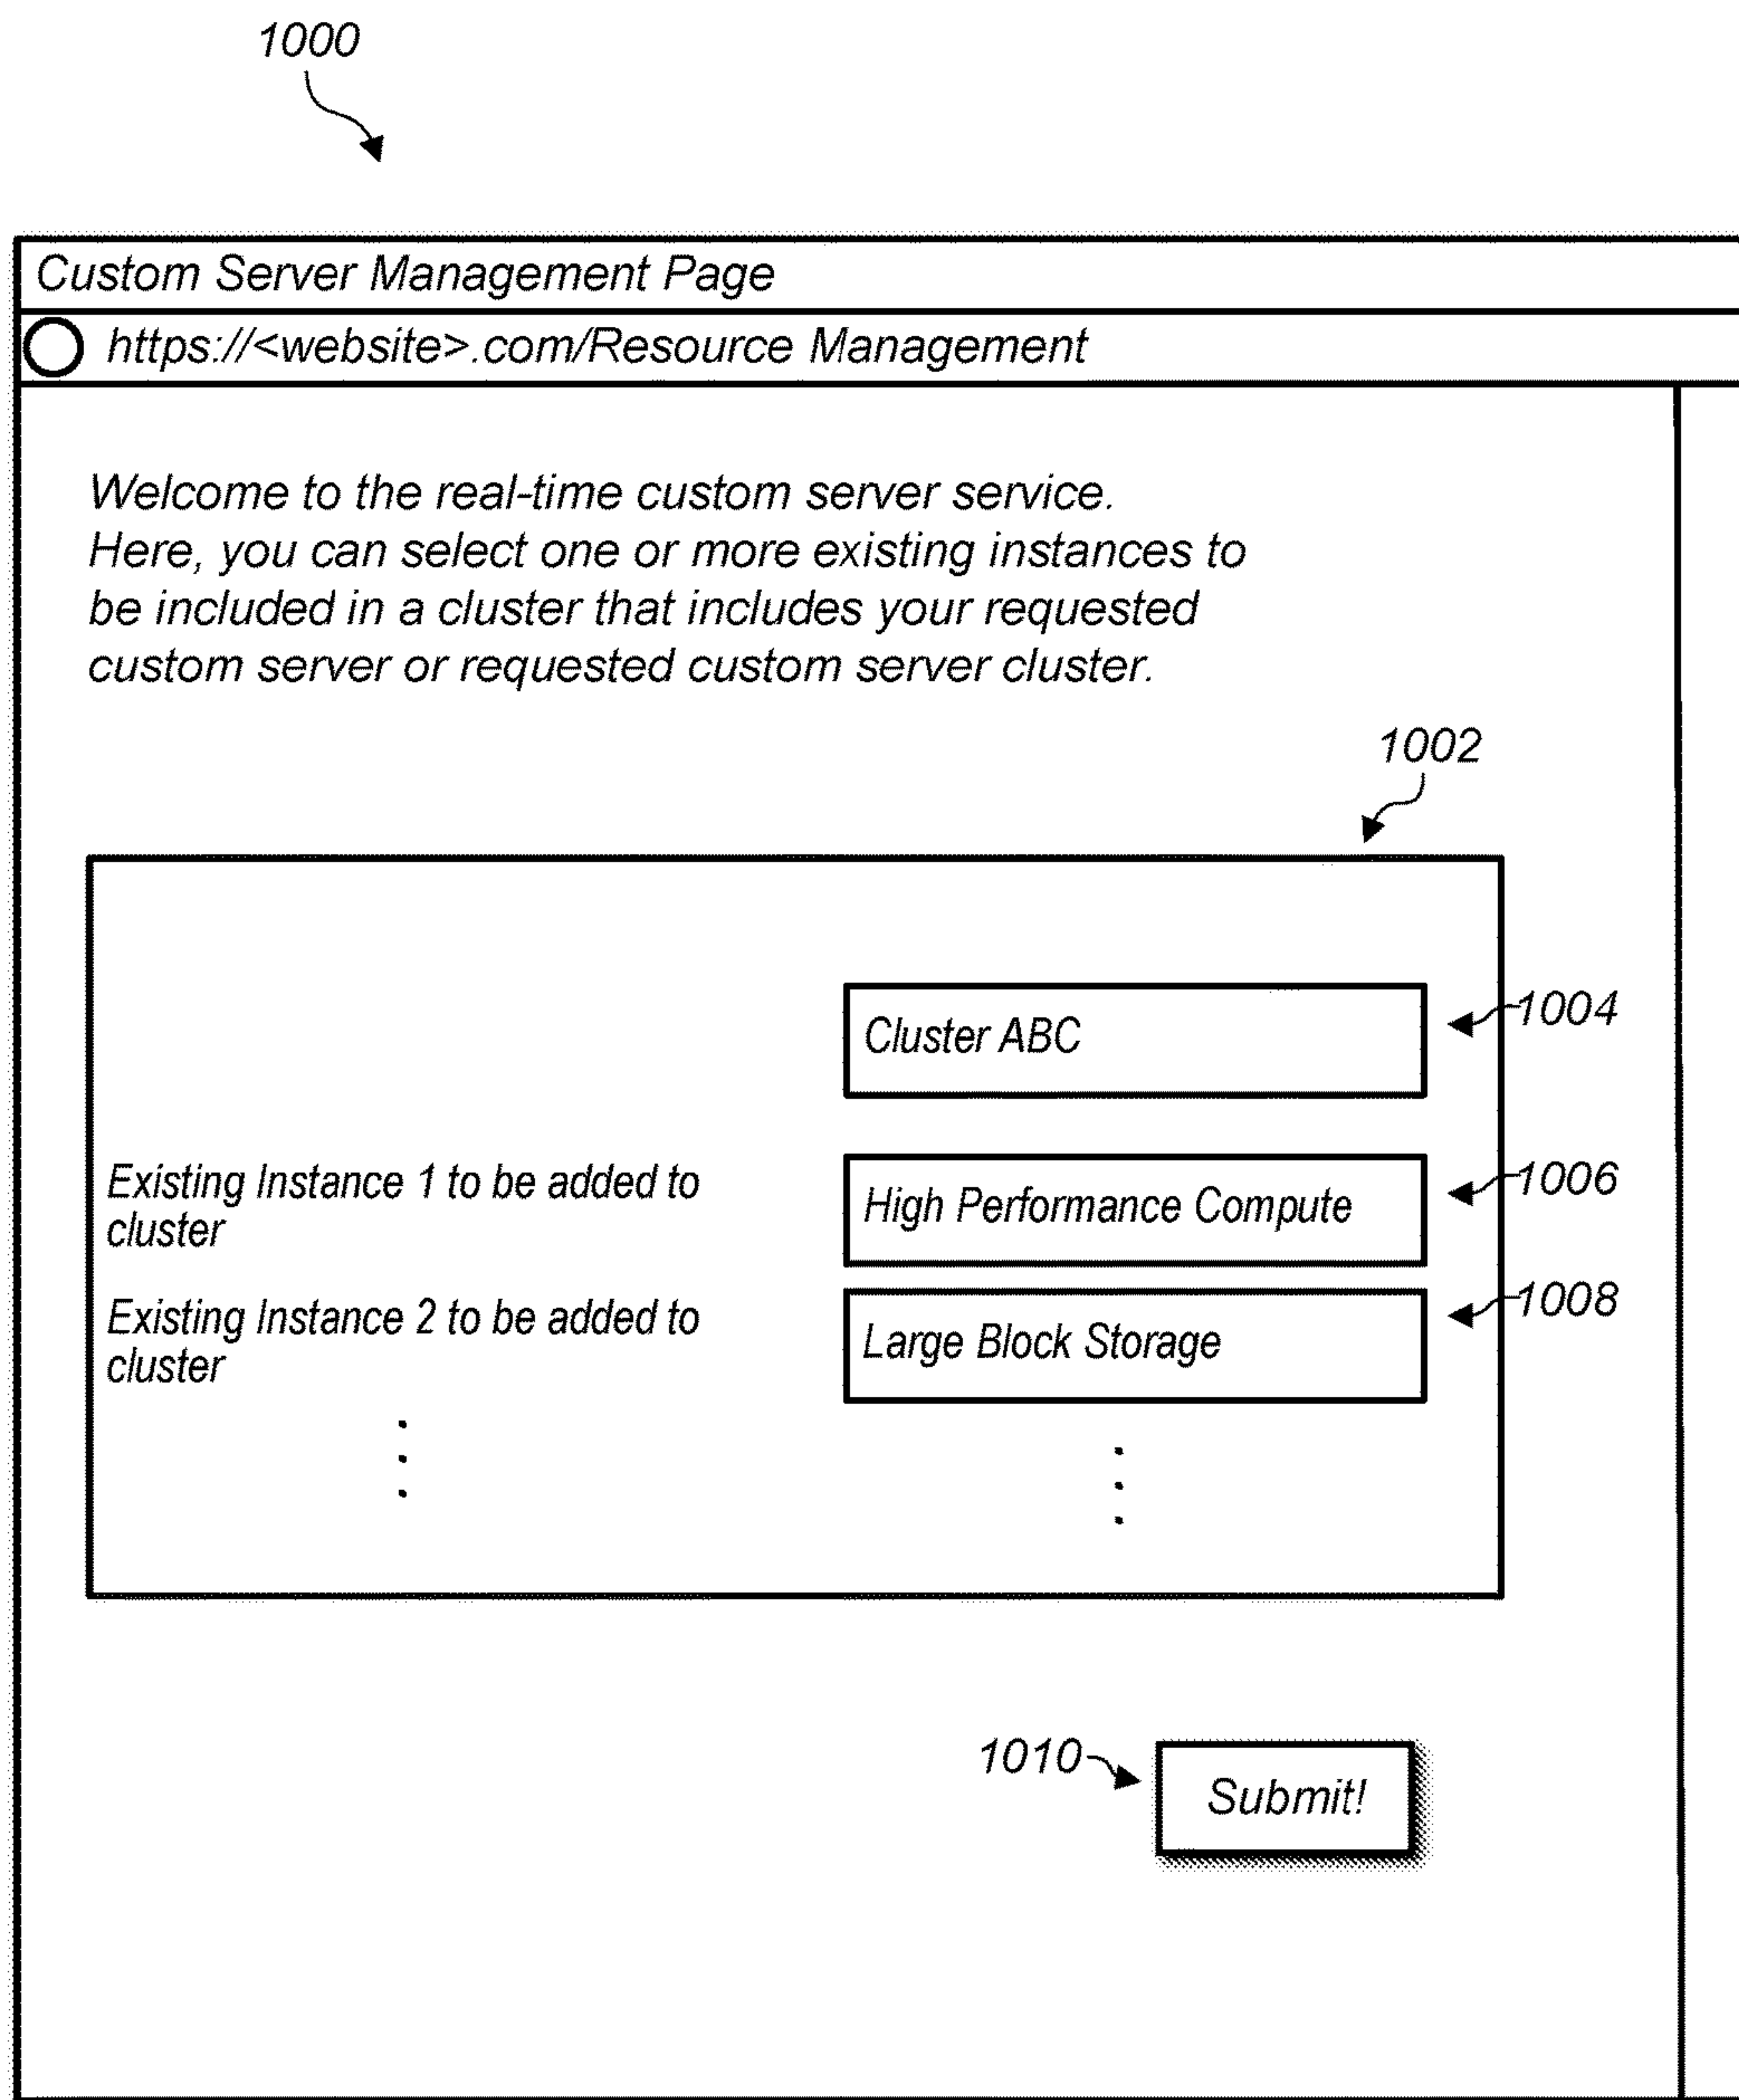 1000
Custom Server Management Page
https://<website>.com/Resource Management
Welcome to the real-time custom server service.
Here, you can select one or more existing instances to
be included in a cluster that includes your requested
custom server or requested custom server cluster.
1002
Cluster ABC
1004
Existing Instance 1 to be added to
cluster
High Performance Compute
1006
Existing Instance 2 to be added to
cluster
Large Block Storage
1008
1010
Submit!